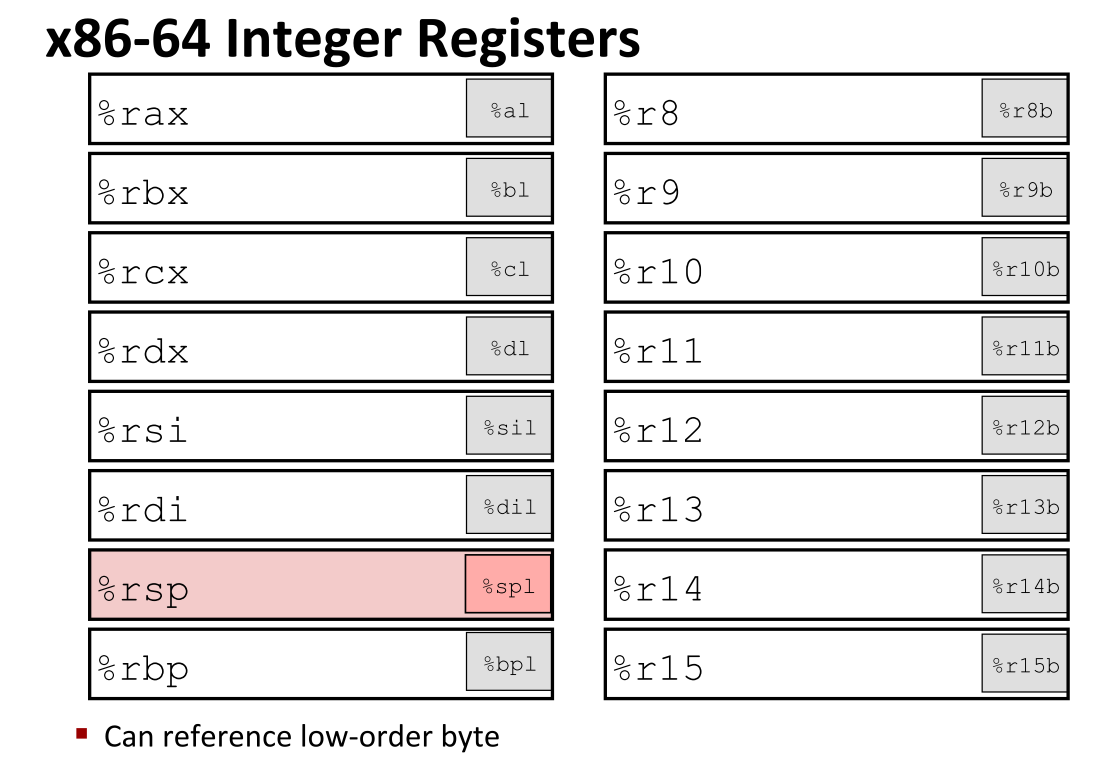 x86-64 Integer Registers
%rax %al
%rbx %bl
%rcx %cl
%rdx %dl
%rsi %sil
%rdi %dil
%rsp %spl
%rbp %bpl
%r8 %r8b
%r9 %r9b
%r10 %r10b
%r11 %r11b
%r12 %r12b
%r13 %r13b
%r14 %r14b
%r15 %r15b
▪ Can reference low-order byte